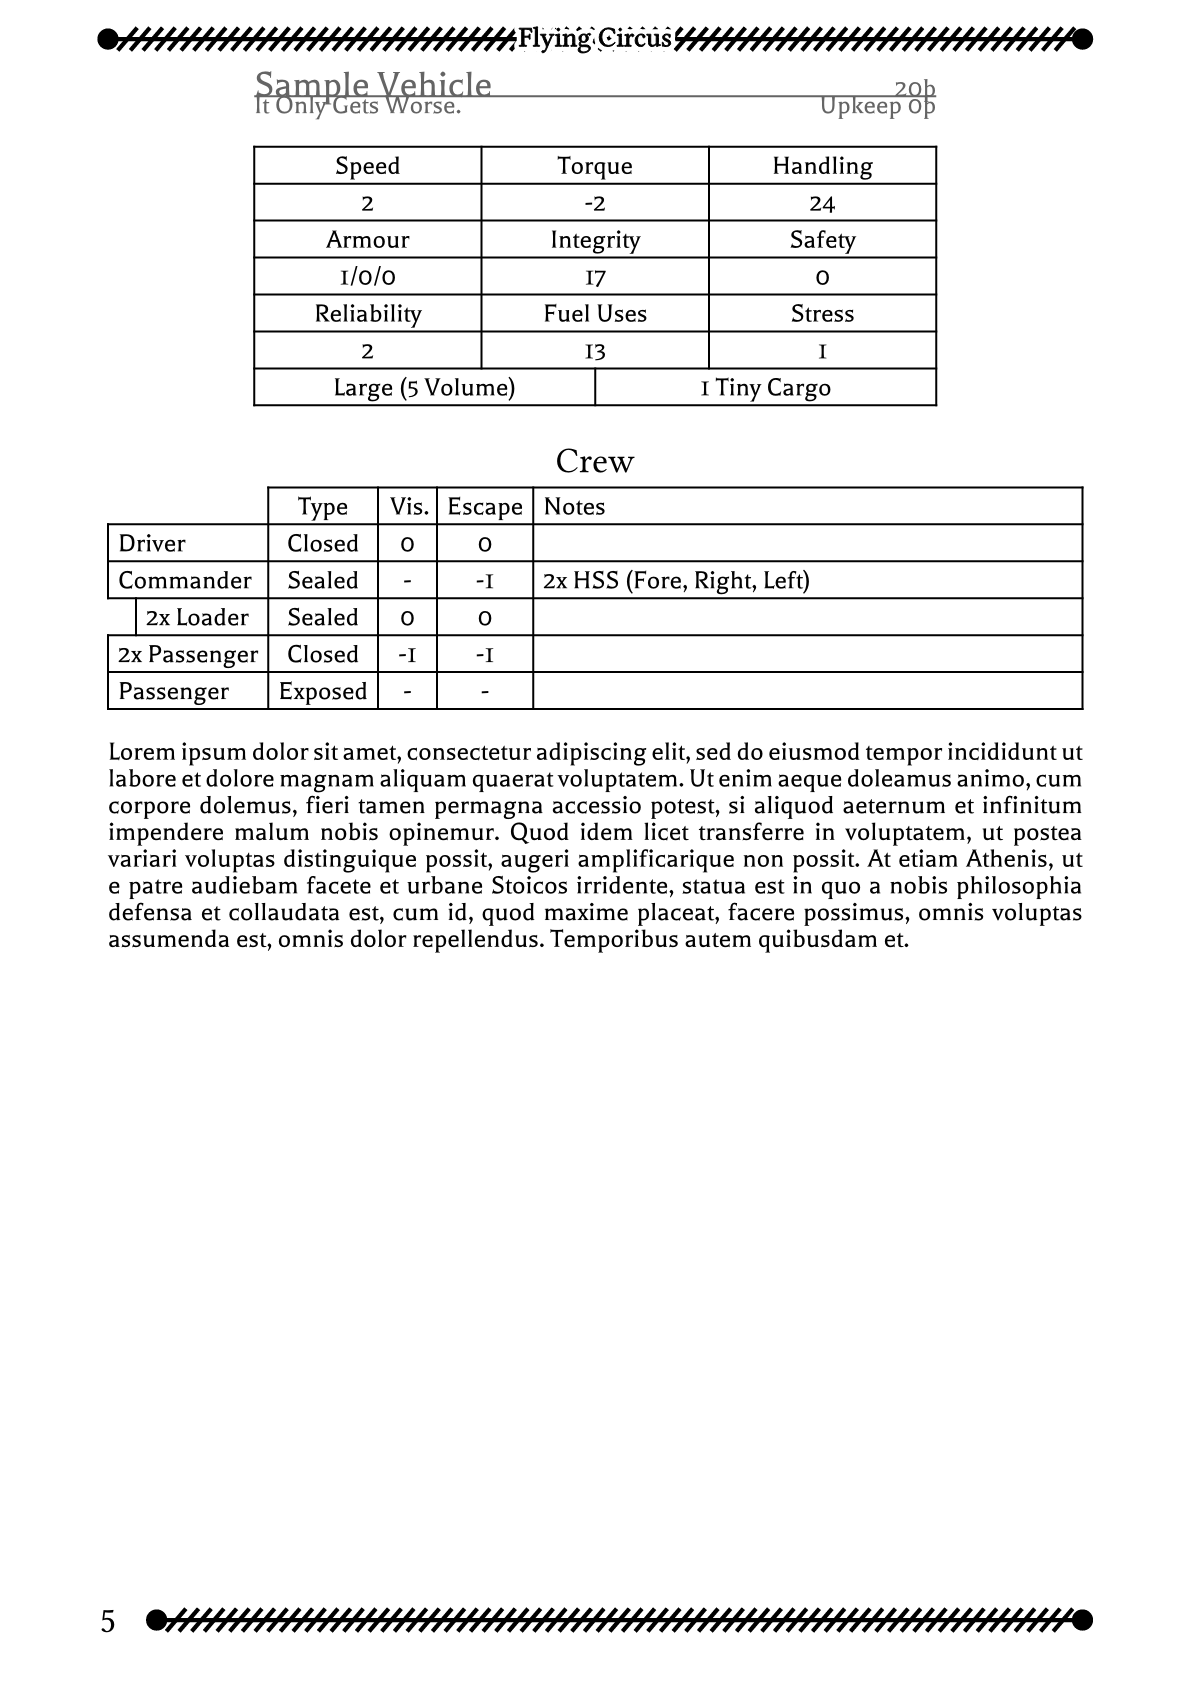 Flying Circus
Sample Vehicle 20þ
It Only Gets Worse. Upkeep 0þ
Speed Torque Handling
2 -2 24
Armour Integrity Safety
1/0/0 17 0
Reliability Fuel Uses Stress
2 13 1
Large (5 Volume) 1 Tiny Cargo
Crew
Type Vis. Escape Notes
Driver Closed 0 0
Commander Sealed - -1 2x HSS (Fore, Right, Left)
2x Loader Sealed 0 0
2x Passenger Closed -1 -1
Passenger Exposed - -
Lorem ipsum dolor sit amet, consectetur adipiscing elit, sed do eiusmod tempor incididunt ut
labore et dolore magnam aliquam quaerat voluptatem. Ut enim aeque doleamus animo, cum
corpore dolemus, fieri tamen permagna accessio potest, si aliquod aeternum et infinitum
impendere malum nobis opinemur. Quod idem licet transferre in voluptatem, ut postea
variari voluptas distinguique possit, augeri amplificarique non possit. At etiam Athenis, ut
e patre audiebam facete et urbane Stoicos irridente, statua est in quo a nobis philosophia
defensa et collaudata est, cum id, quod maxime placeat, facere possimus, omnis voluptas
assumenda est, omnis dolor repellendus. Temporibus autem quibusdam et.
5